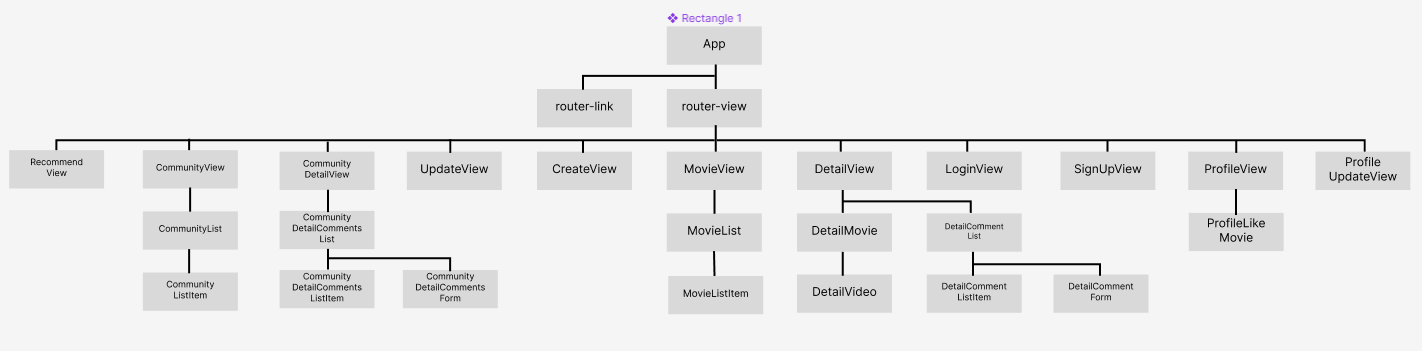 Rectangle 1
App
router-link
router-view
Recommend
View
CommunityView
Community
DetailView
UpdateView
CreateView
MovieView
DetailView
LoginView
SignUpView
ProfileView
Profile
UpdateView
CommunityList
Community
DetailComments
List
MovieList
DetailMovie
DetailComment
List
ProfileLike
Movie
Community
ListItem
Community
DetailComments
ListItem
Community
DetailComments
Form
MovieListItem
DetailVideo
DetailComment
ListItem
DetailComment
Form